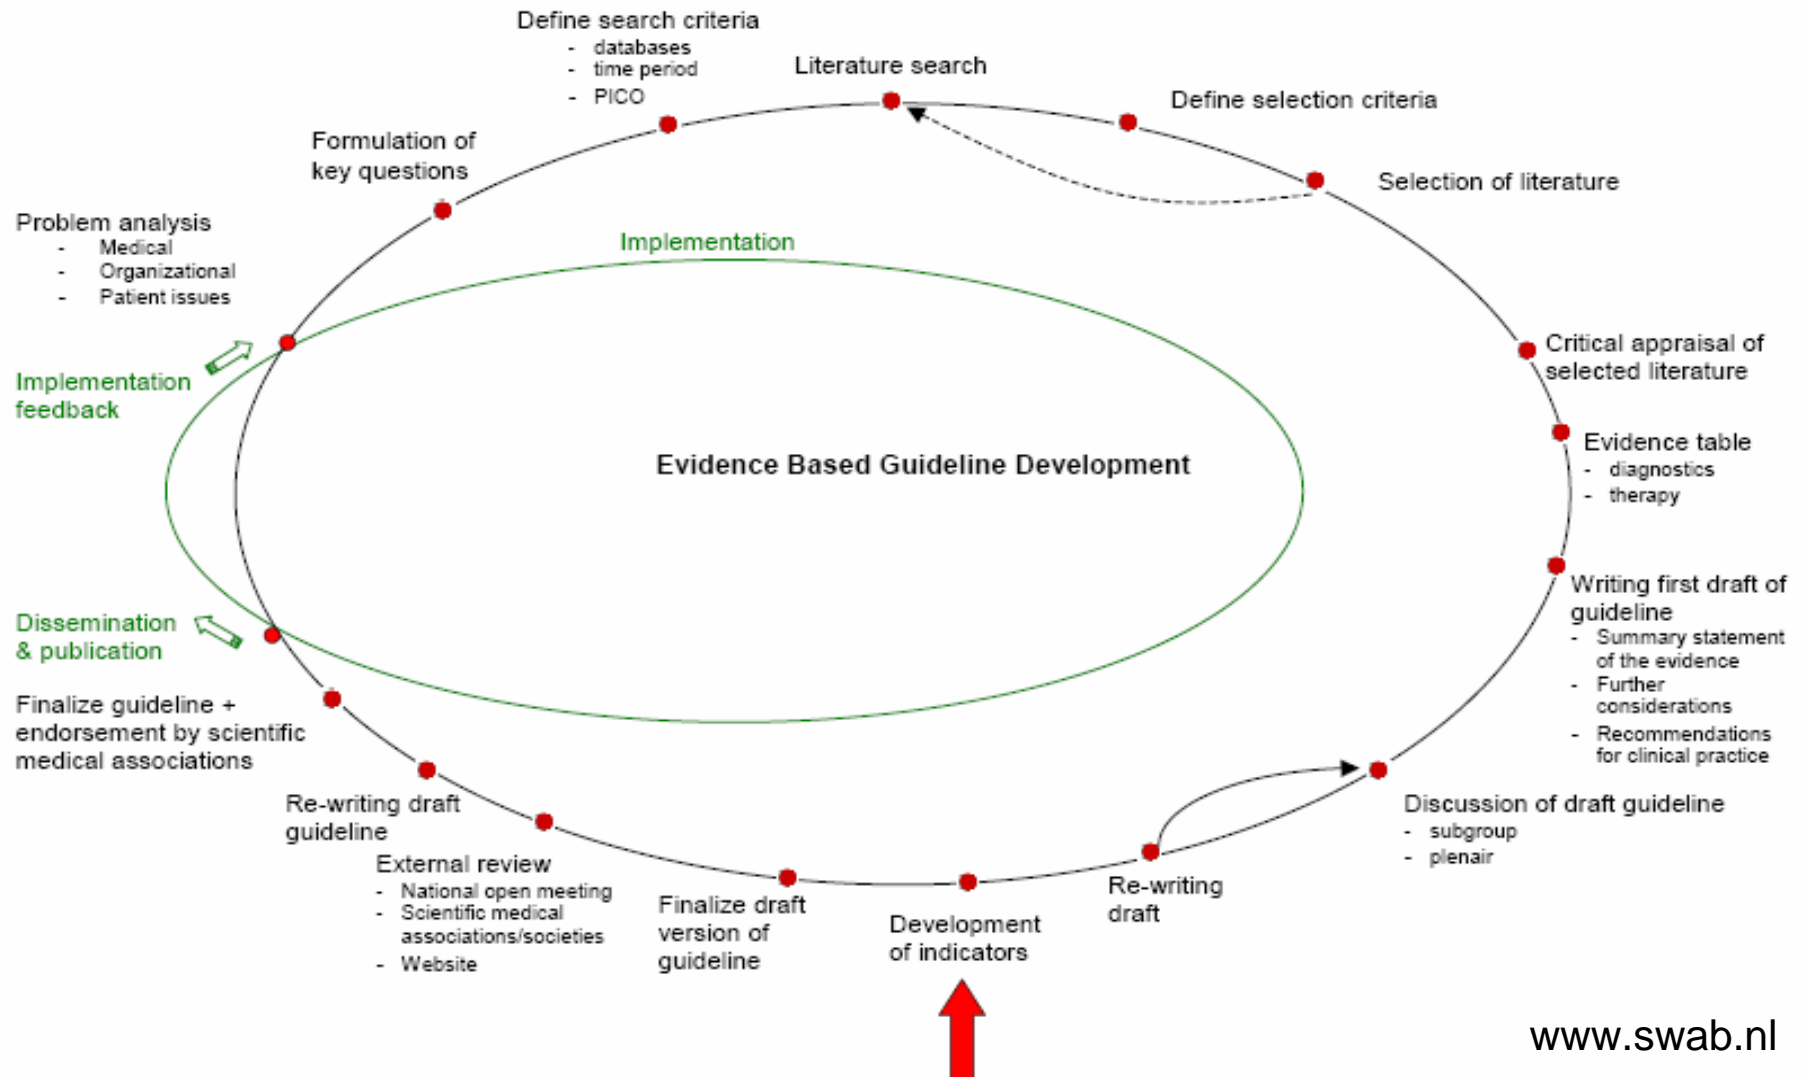 Define search criteria
- databases
- time period
- PICO
Literature search
Define selection criteria
Selection of literature
Formulation of
key questions
Problem analysis
- Medical
- Organizational
- Patient issues
Implementation
Implementation
feedback
Critical appraisal of
selected literature
Evidence table
- diagnostics
- therapy
Evidence Based Guideline Development
Writing first draft of
guideline
- Summary statement
of the evidence
- Further
considerations
- Recommendations
for clinical practice
Dissemination
& publication
Finalize guideline +
endorsement by scientific
medical associations
Re-writing draft
guideline
External review
- National open meeting
- Scientific medical
associations/societies
- Website
Finalize draft
version of
guideline
Development
of indicators
Re-writing
draft
Discussion of draft guideline
- subgroup
- plenair
www.swab.nl